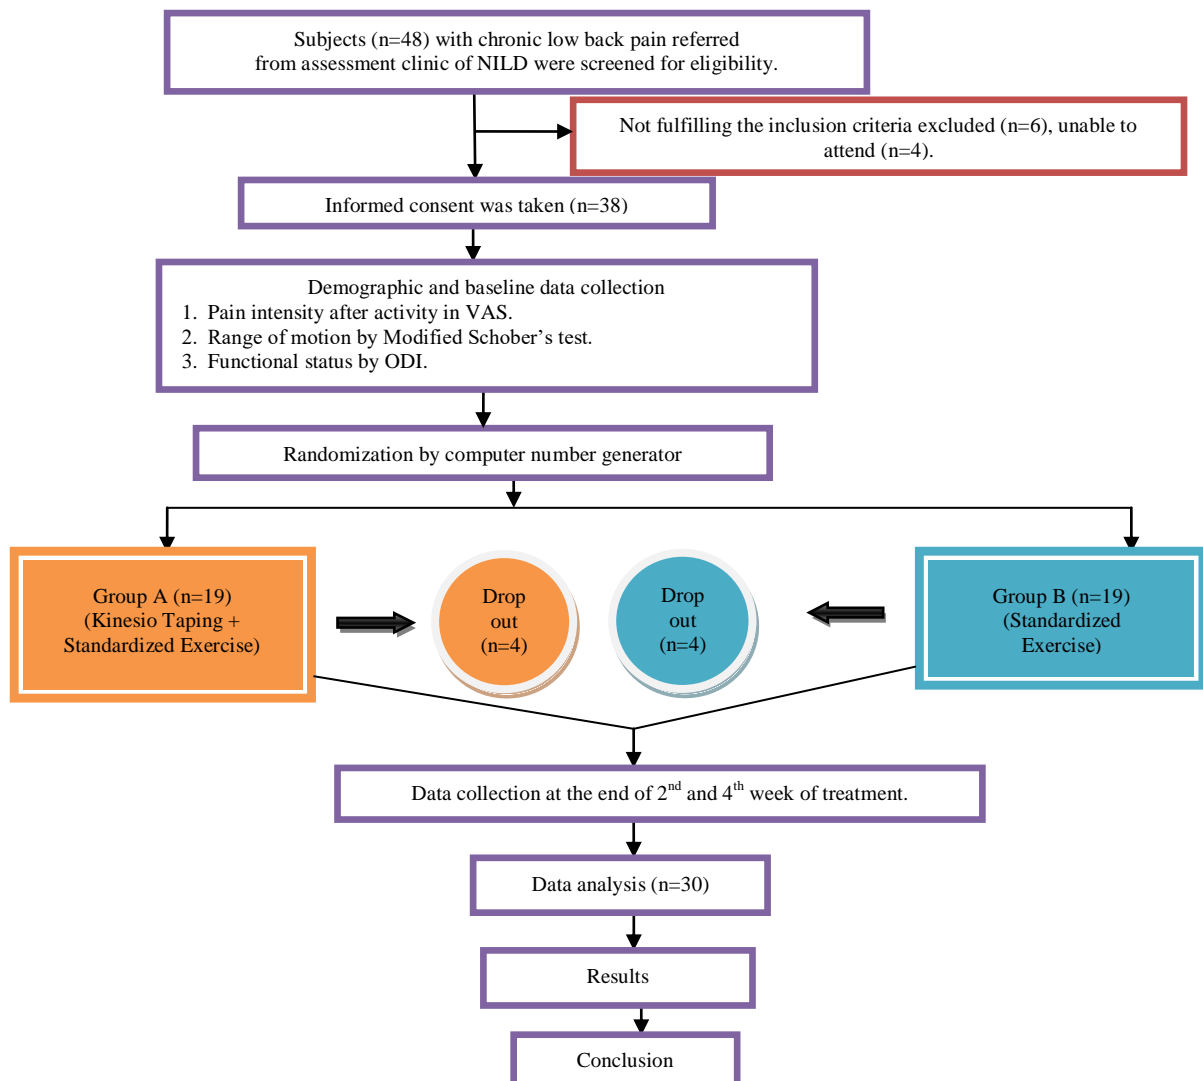 Subjects (n=48) with chronic low back pain referred
from assessment clinic of NILD were screened for eligibility.
Not fulfilling the inclusion criteria excluded (n=6), unable to
attend (n=4).
Informed consent was taken (n=38)
Demographic and baseline data collection
1. Pain intensity after activity in VAS.
2. Range of motion by Modified Schober’s test.
3. Functional status by ODI.
Randomization by computer number generator
Group A (n=19)
(Kinesio Taping +
Standardized Exercise)
Drop
out
(n=4)
Drop
out
(n=4)
Group B (n=19)
(Standardized
Exercise)
Data collection at the end of 2nd and 4th week of treatment.
Data analysis (n=30)
Results
Conclusion